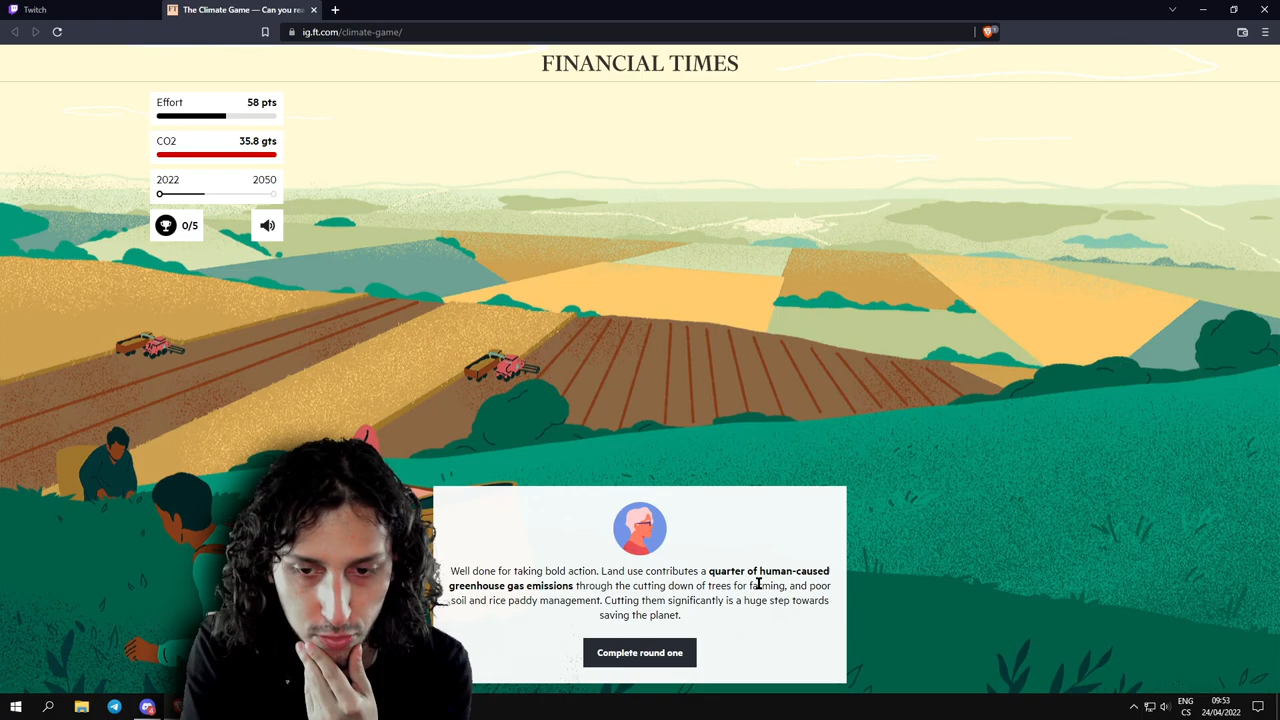 Twitch
The Climate Game — Can you rea
ig.ft.com/climate-game/
FINANCIAL TIMES
Effort 58 pts
CO2 35.8 gts
2022 2050
0/5
Well done for taking bold action. Land use contributes a quarter of human-caused
greenhouse gas emissions through the cutting down of trees for farming, and poor
soil and rice paddy management. Cutting them significantly is a huge step towards
saving the planet.
Complete round one
ENG 09:53
CS 24/04/2022